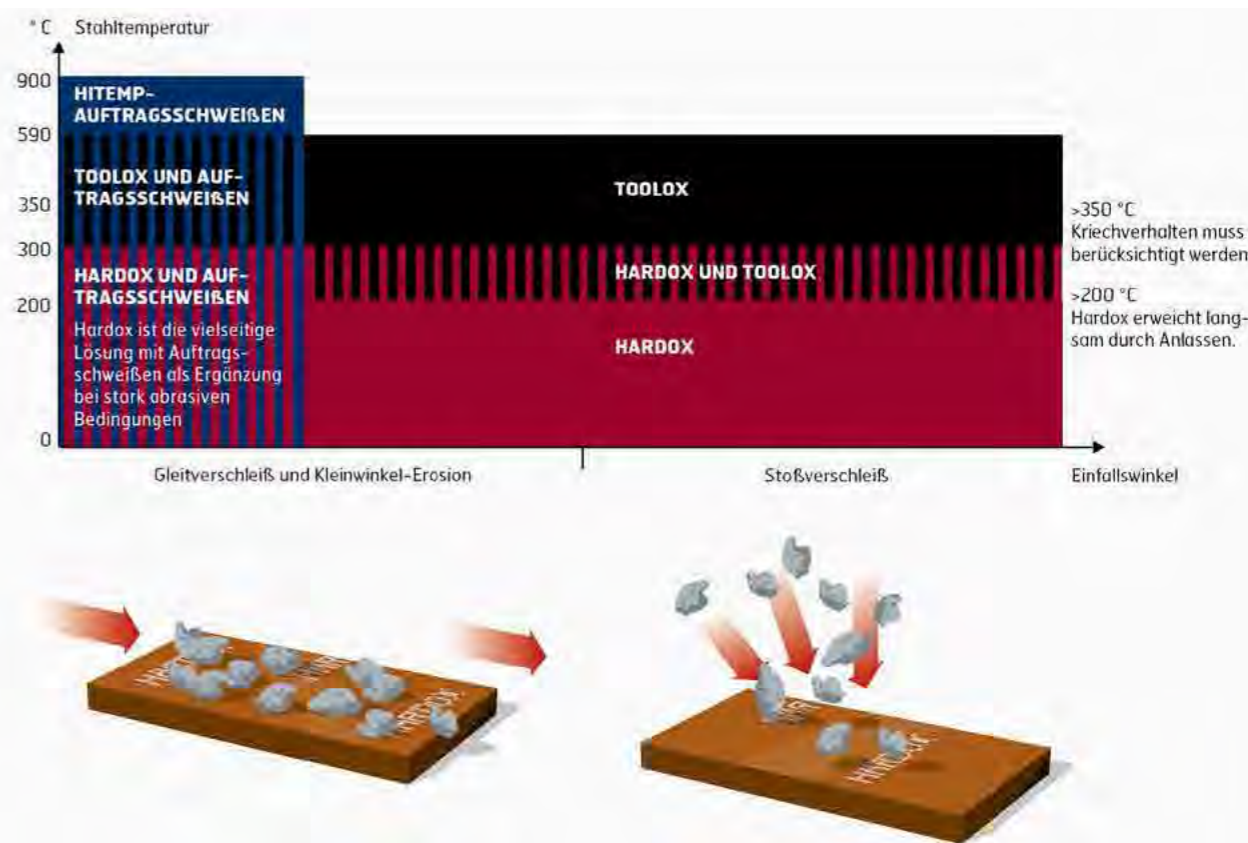 ° C Stahltemperatur
900
HITEMP-
AUFTRAGSSCHWEIßEN
590
TOOLOX UND AUF-
TRAGSSCHWEIßEN
TOOLOX
350
>350 °C
Kriechverhalten muss
berücksichtigt werden
300
HARDOX UND AUF-
TRAGSSCHWEIßEN
HARDOX UND TOOLOX
200
>200 °C
Hardox erweicht lang-
sam durch Anlassen.
Hardox ist die vielseitige
Lösung mit Auftrags-
schweißen als Ergänzung
bei stark abrasiven
Bedingungen
HARDOX
0
Gleitverschleiß und Kleinwinkel-Erosion
Stoßverschleiß
Einfallswinkel
HARDOX